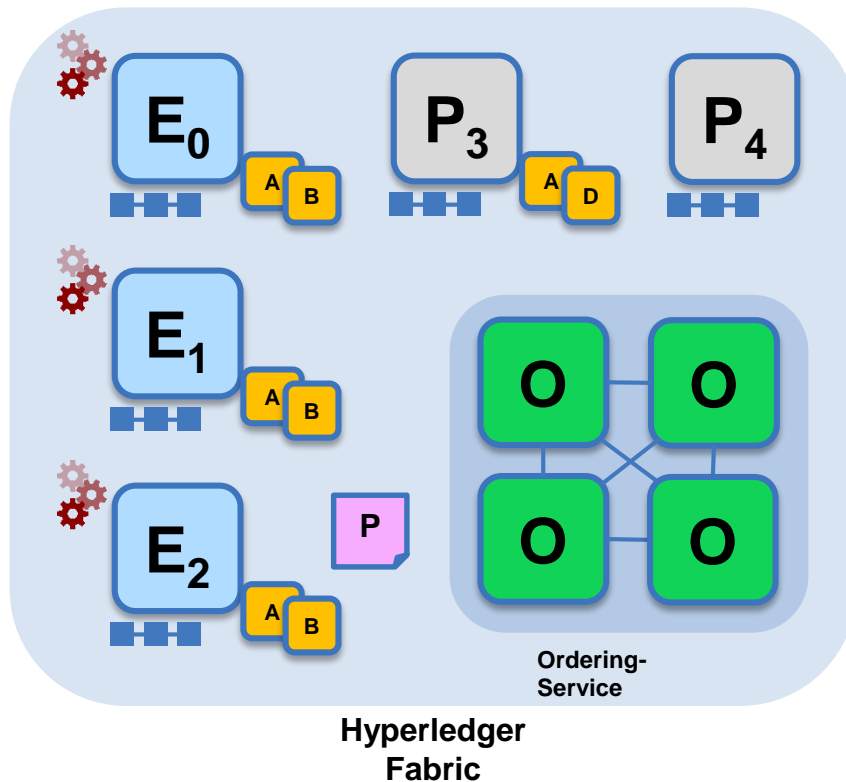 E0
P3
P4
A
B
A
D
E1
A
B
O
O
E2
P
O
O
A
B
Ordering-
Service
Hyperledger
Fabric